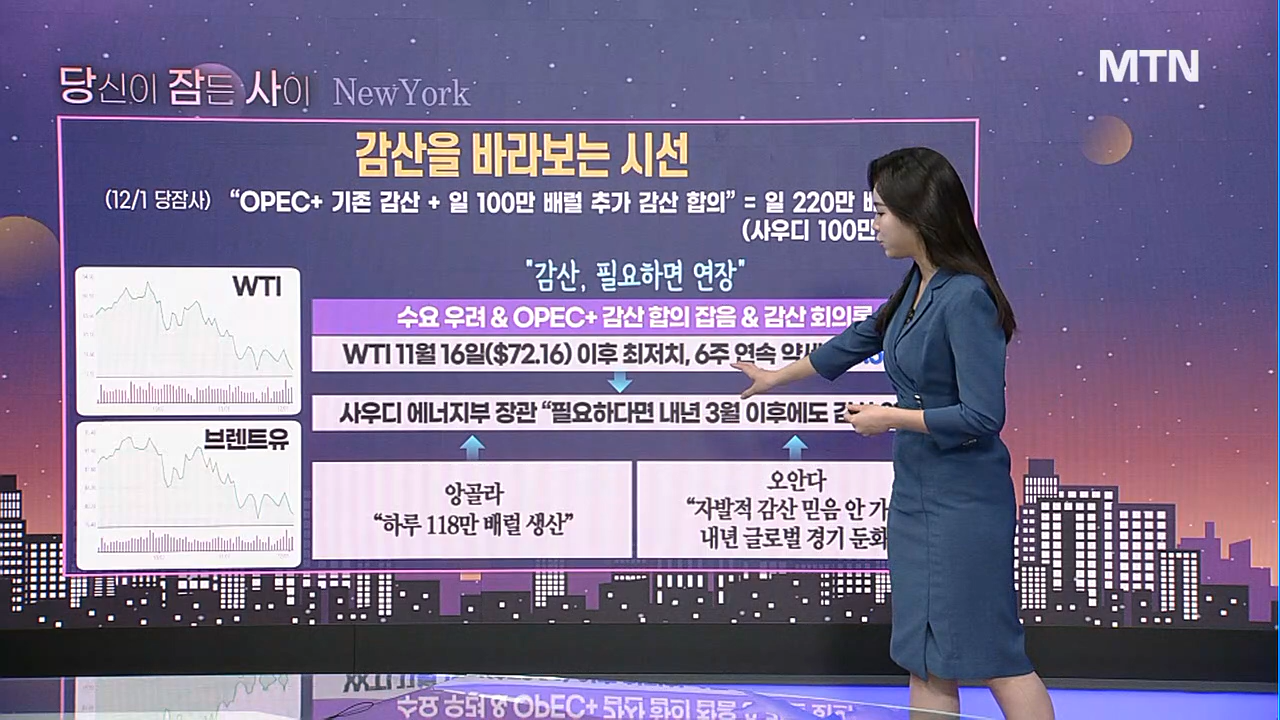 당신이 잠든 사이 NewYork
MTN
감산을 바라보는 시선
(12/1 당잠사) “OPEC+ 기존 감산 + 일 100만 배럴 추가 감산 합의” = 일 220만
(사우디 100만
"감산, 필요하면 연장"
WTI
수요 우려 & OPEC+ 감산 합의 잡음 & 감산 회의론
WTI 11월 16일($72.16) 이후 최저치, 6주 연속
사우디 에너지부 장관 “필요하다면 내년 3월 이후에도
브렌트유
앙골라
“하루 118만 배럴 생산”
오안다
“자발적 감산 믿음 안 가
내년 글로벌 경기 둔화